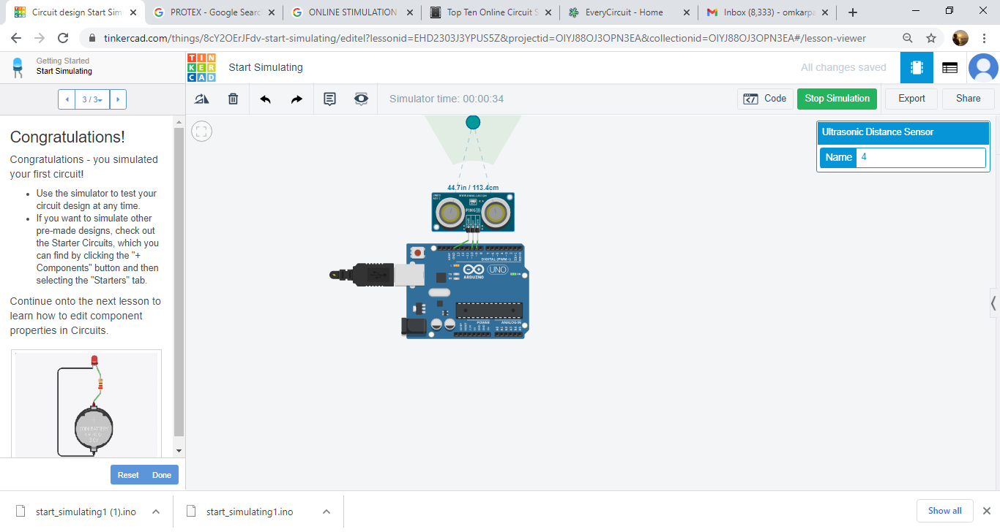 Circuit design Start Sim
PROTEX - Google Searc
ONLINE STIMULATION
Top Ten Online Circuit S
EveryCircuit - Home
Inbox (8,333) - omkarpa
tinkercad.com/things/8cY2OErJFdv-start-simulating/editel?lessonid=EHD2303J3YPUS5Z&projectid=OIYJ88OJ3OPN3EA&collectionid=OIYJ88OJ3OPN3EA#/lesson-viewer
Getting Started
Start Simulating
TIN
KER
CAD
Start Simulating
All changes saved
3 / 3
Simulator time: 00:00:34
Code
Stop Simulation
Export
Share
Congratulations!
Congratulations - you simulated
your first circuit!
• Use the simulator to test your
circuit design at any time.
• If you want to simulate other
pre-made designs, check out
the Starter Circuits, which you
can find by clicking the "+
Components" button and then
selecting the "Starters" tab.
Continue onto the next lesson to
learn how to edit component
properties in Circuits.
Reset
Done
Ultrasonic Distance Sensor
Name
4
44.7in / 113.4cm
PING)))
DIGITAL (PWM ~)
UNO
ARDUINO
POWER
ANALOG IN
start_simulating1 (1).ino
start_simulating1.ino
Show all